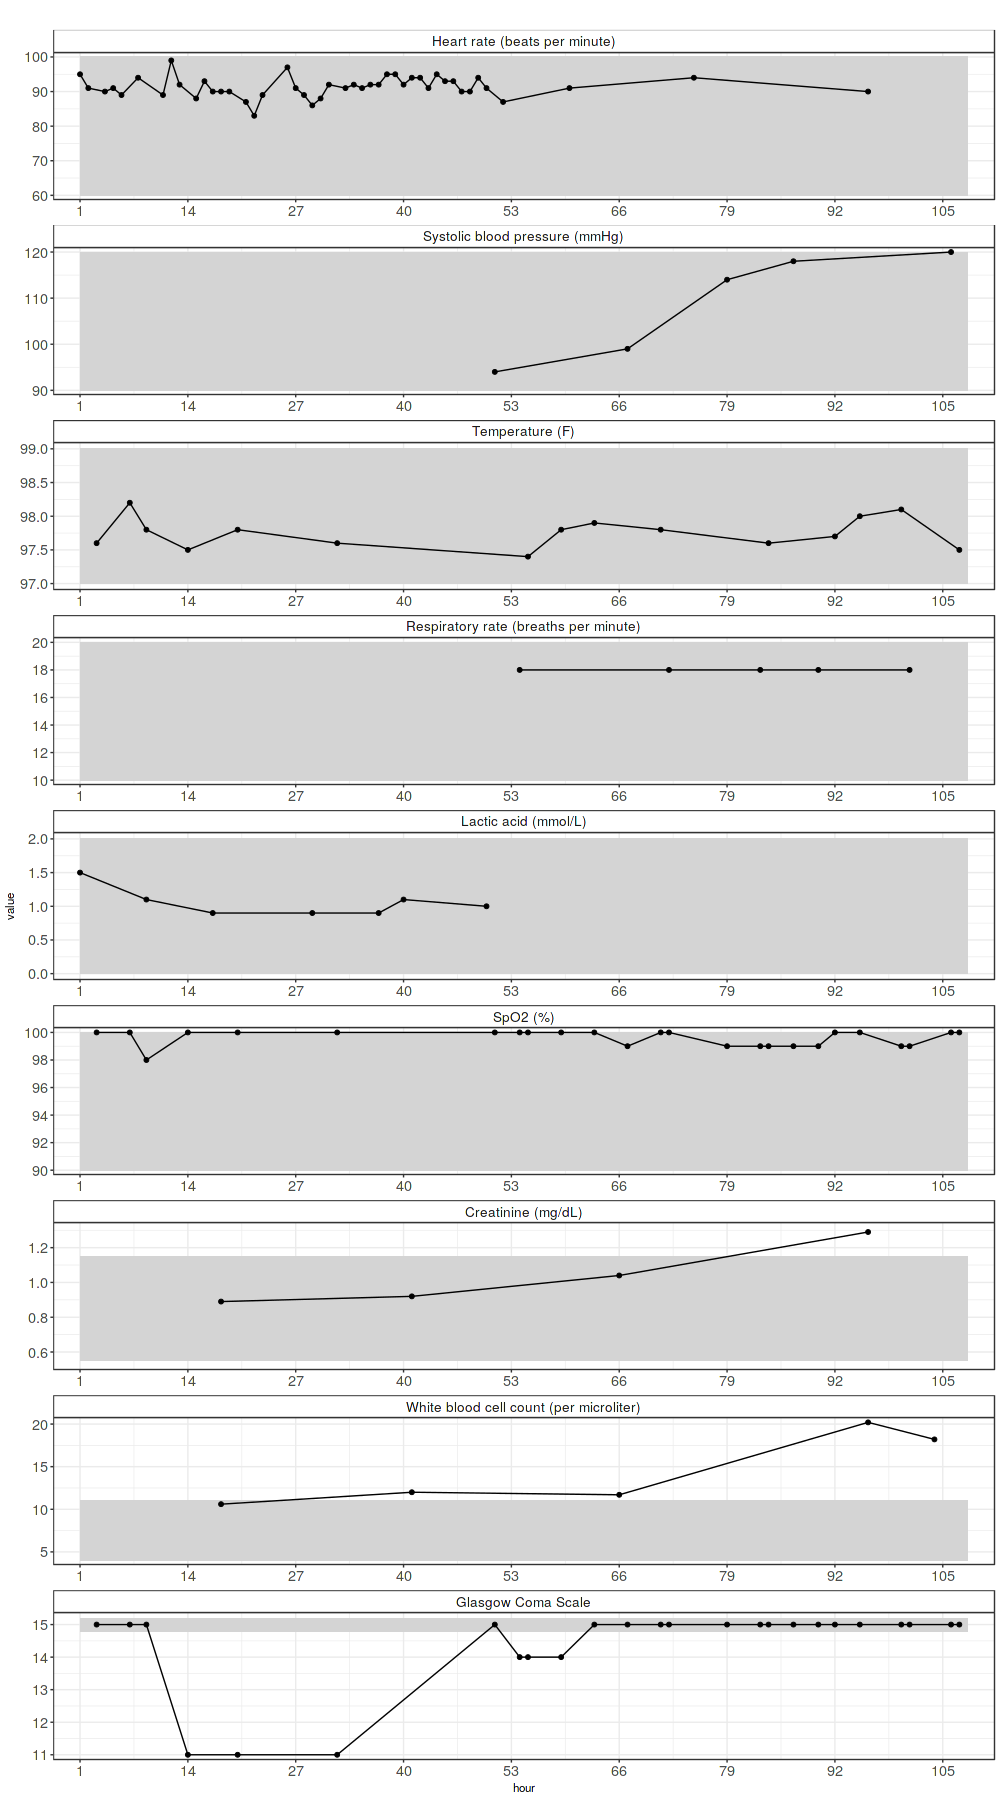 Heart rate (beats per minute)
100
90
80
70
60
1 14 27 40 53 66 79 92 105
Systolic blood pressure (mmHg)
120
110
100
90
1 14 27 40 53 66 79 92 105
Temperature (F)
99.0
98.5
98.0
97.5
97.0
1 14 27 40 53 66 79 92 105
Respiratory rate (breaths per minute)
20
18
16
14
12
10
1 14 27 40 53 66 79 92 105
Lactic acid (mmol/L)
2.0
1.5
1.0
0.5
0.0
1 14 27 40 53 66 79 92 105
value
SpO2 (%)
100
98
96
94
92
90
1 14 27 40 53 66 79 92 105
Creatinine (mg/dL)
1.2
1.0
0.8
0.6
1 14 27 40 53 66 79 92 105
White blood cell count (per microliter)
20
15
10
5
1 14 27 40 53 66 79 92 105
Glasgow Coma Scale
15
14
13
12
11
1 14 27 40 53 66 79 92 105
hour